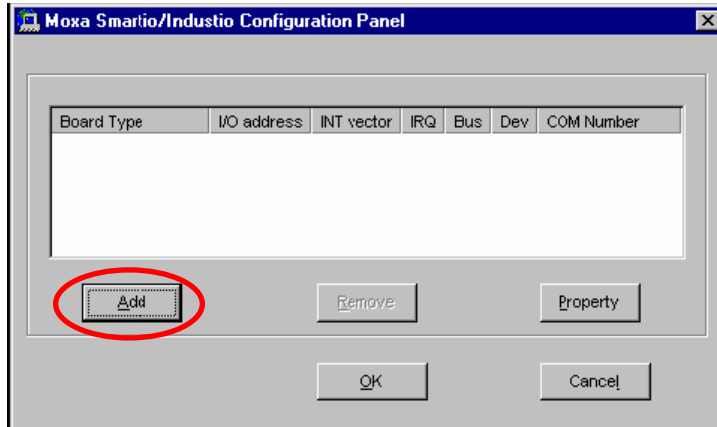 Moxa Smartio/Industio Configuration Panel
Board Type I/O address INT vector IRQ Bus Dev COM Number
Add Remove Property
OK Cancel